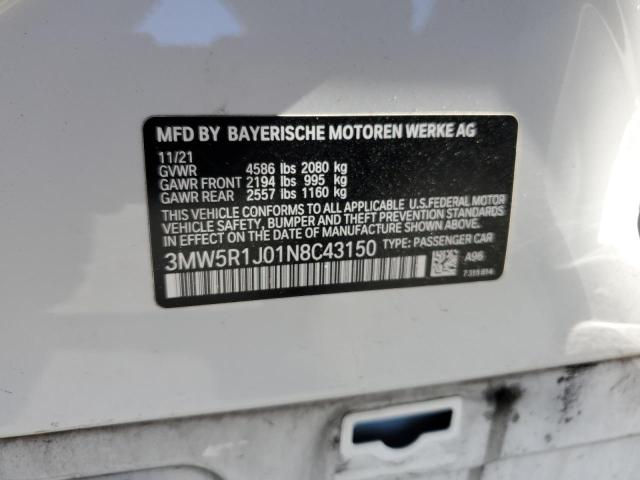 MFD BY BAYERISCHE MOTOREN WERKE AG
11/21
GVWR 4586 lbs 2080 kg
GAWR FRONT 2194 lbs 995 kg
GAWR REAR 2557 lbs 1160 kg
THIS VEHICLE CONFORMS TO ALL APPLICABLE U.S.FEDERAL MOTOR
VEHICLE SAFETY, BUMPER AND THEFT PREVENTION STANDARDS
IN EFFECT ON THE DATE OF MANUFACTURE SHOWN ABOVE.
3MW5R1J01N8C43150 TYPE: PASSENGER CAR
A96